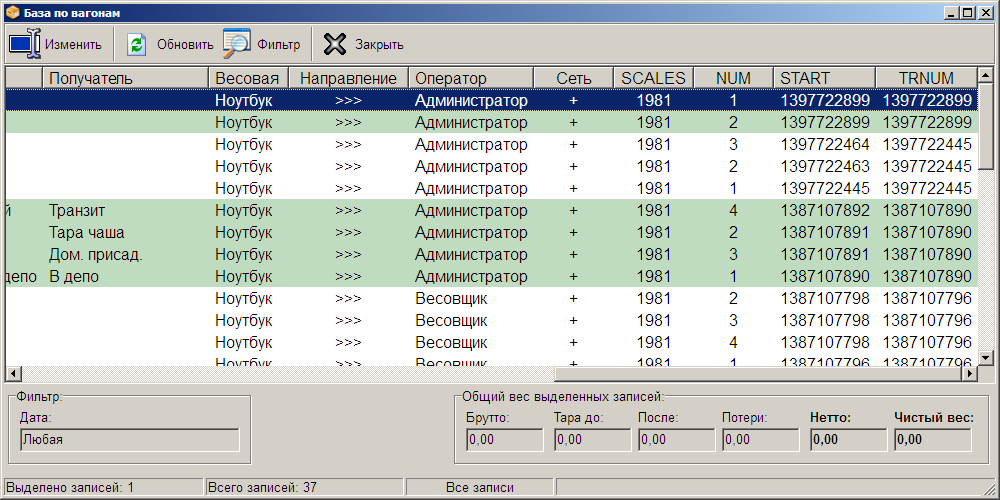 База по вагонам
Изменить Обновить Фильтр Закрыть
Получатель Весовая Направление Оператор Сеть SCALES NUM START TRNUM
Ноутбук >>> Администратор + 1981 1 1397722899 1397722899
Ноутбук >>> Администратор + 1981 2 1397722899 1397722899
Ноутбук >>> Администратор + 1981 3 1397722464 1397722445
Ноутбук >>> Администратор + 1981 2 1397722463 1397722445
Ноутбук >>> Администратор + 1981 1 1397722445 1397722445
й Транзит Ноутбук >>> Администратор + 1981 4 1387107892 1387107890
Тара чаша Ноутбук >>> Администратор + 1981 2 1387107891 1387107890
Дом. присад. Ноутбук >>> Администратор + 1981 3 1387107891 1387107890
депо В депо Ноутбук >>> Администратор + 1981 1 1387107890 1387107890
Ноутбук >>> Весовщик + 1981 2 1387107798 1387107796
Ноутбук >>> Весовщик + 1981 3 1387107798 1387107796
Ноутбук >>> Весовщик + 1981 4 1387107798 1387107796
Ноутбук >>> Весовщик + 1981 1 1387107796 1387107796
Фильтр:
Дата:
Любая
Общий вес выделенных записей:
Брутто: Тара до: После: Потери: Нетто: Чистый вес:
0,00 0,00 0,00 0,00 0,00 0,00
Выделено записей: 1 Всего записей: 37 Все записи